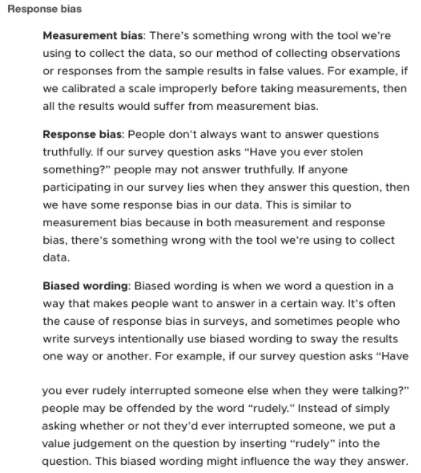 Response bias
Measurement bias: There's something wrong with the tool we're
using to collect the data, so our method of collecting observations
or responses from the sample results in false values. For example, if
we calibrated a scale improperly before taking measurements, then
all the results would suffer from measurement bias.
Response bias: People don't always want to answer questions
truthfully. If our survey question asks "Have you ever stolen
something?" people may not answer truthfully. If anyone
participating in our survey lies when they answer this question, then
we have some response bias in our data. This is similar to
measurement bias because in both measurement and response
bias, there's something wrong with the tool we're using to collect
data.
Biased wording: Biased wording is when we word a question in a
way that makes people want to answer in a certain way. It's often
the cause of response bias in surveys, and sometimes people who
write surveys intentionally use biased wording to sway the results
one way or another. For example, if our survey question asks "Have
you ever rudely interrupted someone else when they were talking?"
people may be offended by the word "rudely." Instead of simply
asking whether or not they'd ever interrupted someone, we put a
value judgement on the question by inserting "rudely" into the
question. This biased wording might influence the way they answer.